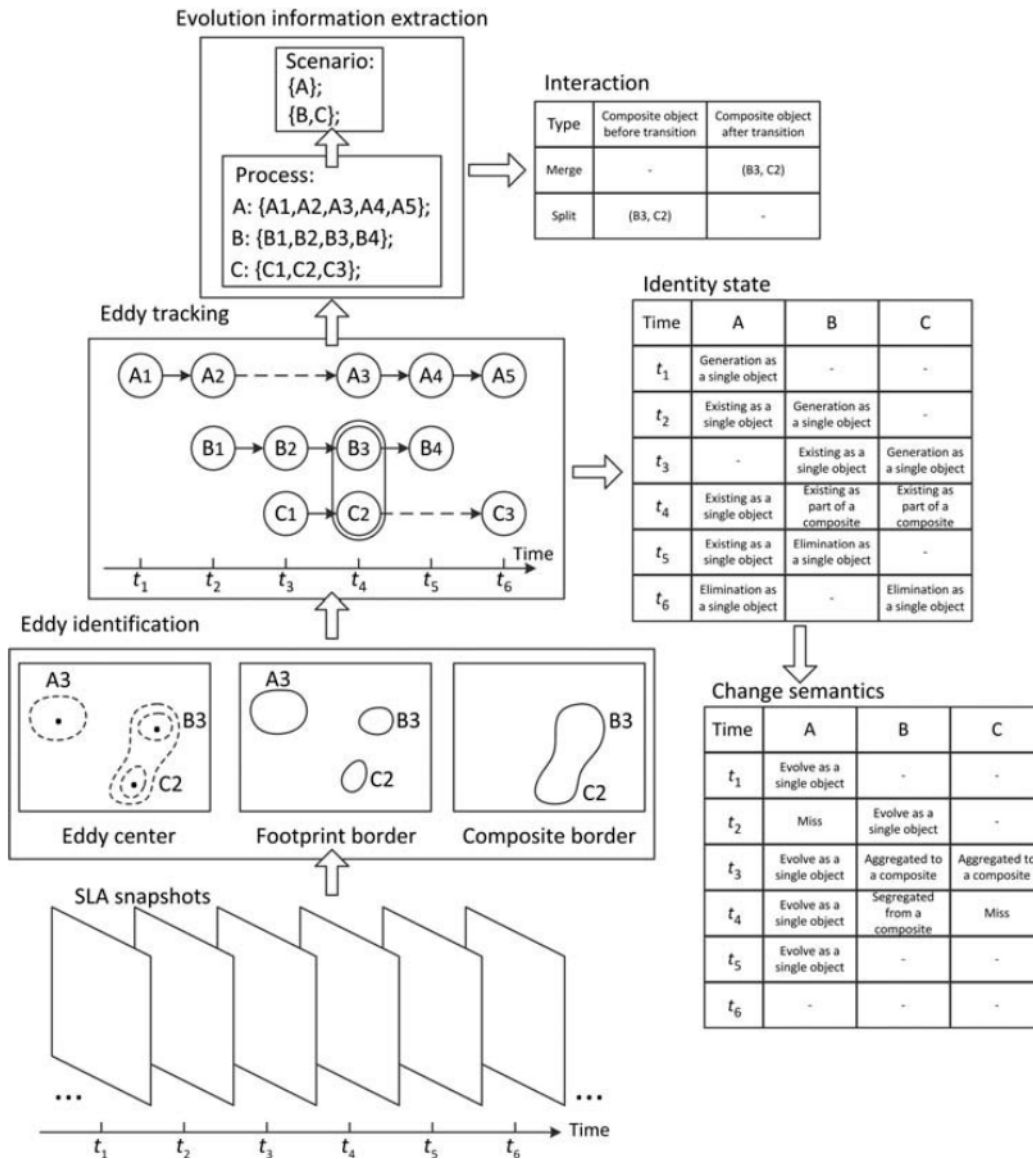 Evolution information extraction
Scenario:
{A};
{B,C};
Process:
A: {A1,A2,A3,A4,A5};
B: {B1,B2,B3,B4};
C: {C1,C2,C3};
Interaction
Type
Composite object
before transition
Composite object
after transition
Merge
-
(B3, C2)
Split
(B3, C2)
-
Eddy tracking
A1
A2
A3
A4
A5
B1
B2
B3
B4
C1
C2
C3
Time
t1
t2
t3
t4
t5
t6
Identity state
Time
A
B
C
t1
Generation as
a single object
-
-
t2
Existing as a
single object
Generation as
a single object
-
t3
-
Existing as a
single object
Generation as
a single object
t4
Existing as a
single object
Existing as
part of a
composite
Existing as
part of a
composite
t5
Existing as a
single object
Elimination as
a single object
-
t6
Elimination as
a single object
-
Elimination as
a single object
Eddy identification
A3
B3
C2
Eddy center
A3
B3
C2
Footprint border
B3
C2
Composite border
Change semantics
Time
A
B
C
t1
Evolve as a
single object
-
-
t2
Miss
Evolve as a
single object
-
t3
Evolve as a
single object
Aggregated to
a composite
Aggregated to
a composite
t4
Evolve as a
single object
Segregated
from a
composite
Miss
t5
Evolve as a
single object
-
-
t6
-
-
-
SLA snapshots
...
...
Time
t1
t2
t3
t4
t5
t6